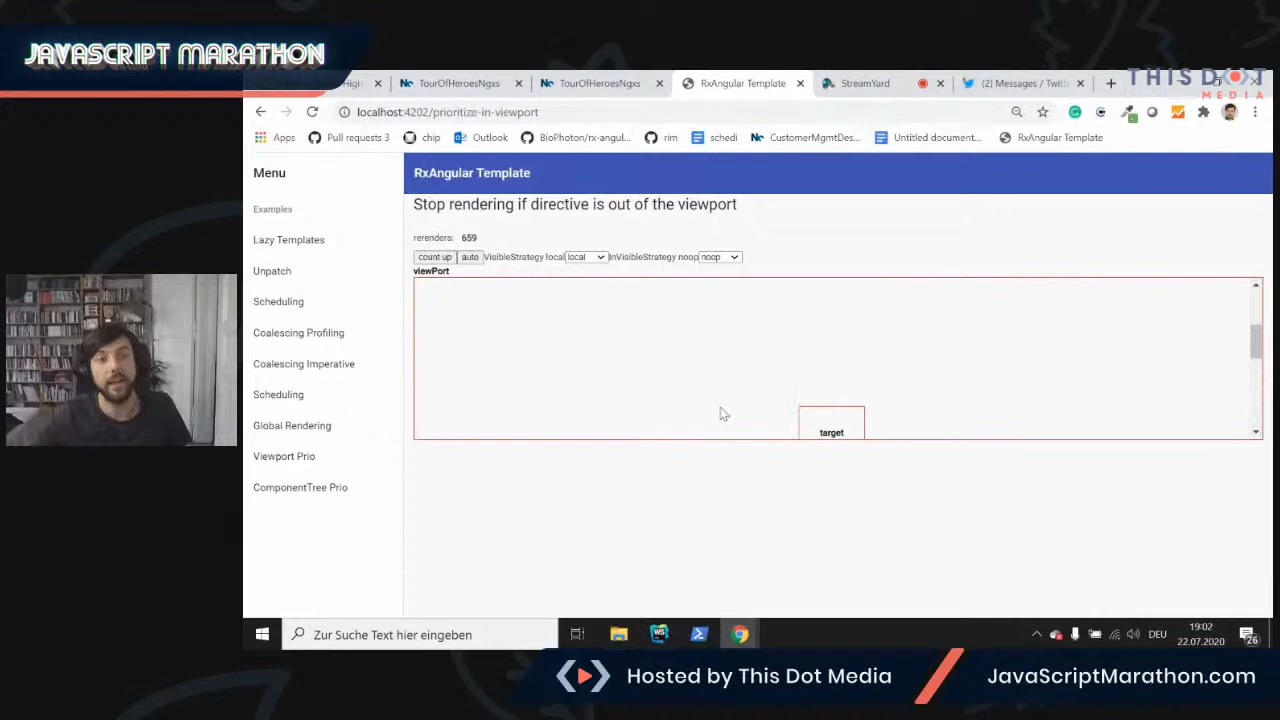 JAVASCRIPT MARATHON
THIS DOT
MEDIA
TourOfHeroesNgxs
TourOfHeroesNgxs
RxAngular Template
StreamYard
(2) Messages / Twitt
localhost:4202/prioritize-in-viewport
Apps
Pull requests 3
chip
Outlook
BioPhoton/rx-angul...
rim
schedi
CustomerMgmtDes...
Untitled document...
RxAngular Template
Menu
RxAngular Template
Examples
Lazy Templates
Unpatch
Scheduling
Coalescing Profiling
Coalescing Imperative
Scheduling
Global Rendering
Viewport Prio
ComponentTree Prio
Stop rendering if directive is out of the viewport
rerenders: 659
count up auto VisibleStrategy local local InVisibleStrategy noop noop
viewPort
target
WS
Zur Suche Text hier eingeben
DEU
19:02
22.07.2020
26
Hosted by This Dot Media
JavaScriptMarathon.com